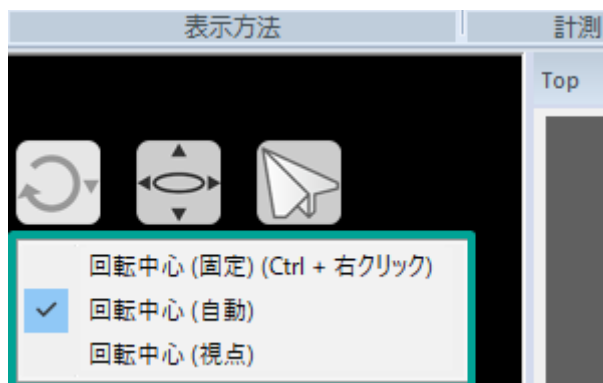 表示方法
計測
Top
回転中心 (固定) (Ctrl + 右クリック)
回転中心 (自動)
回転中心 (視点)